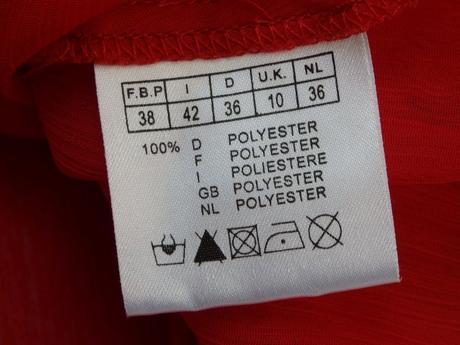 F.B.P I D U.K. NL
38 42 36 10 36
100% D POLYESTER
F POLYESTER
I POLIESTERE
GB POLYESTER
NL POLYESTER